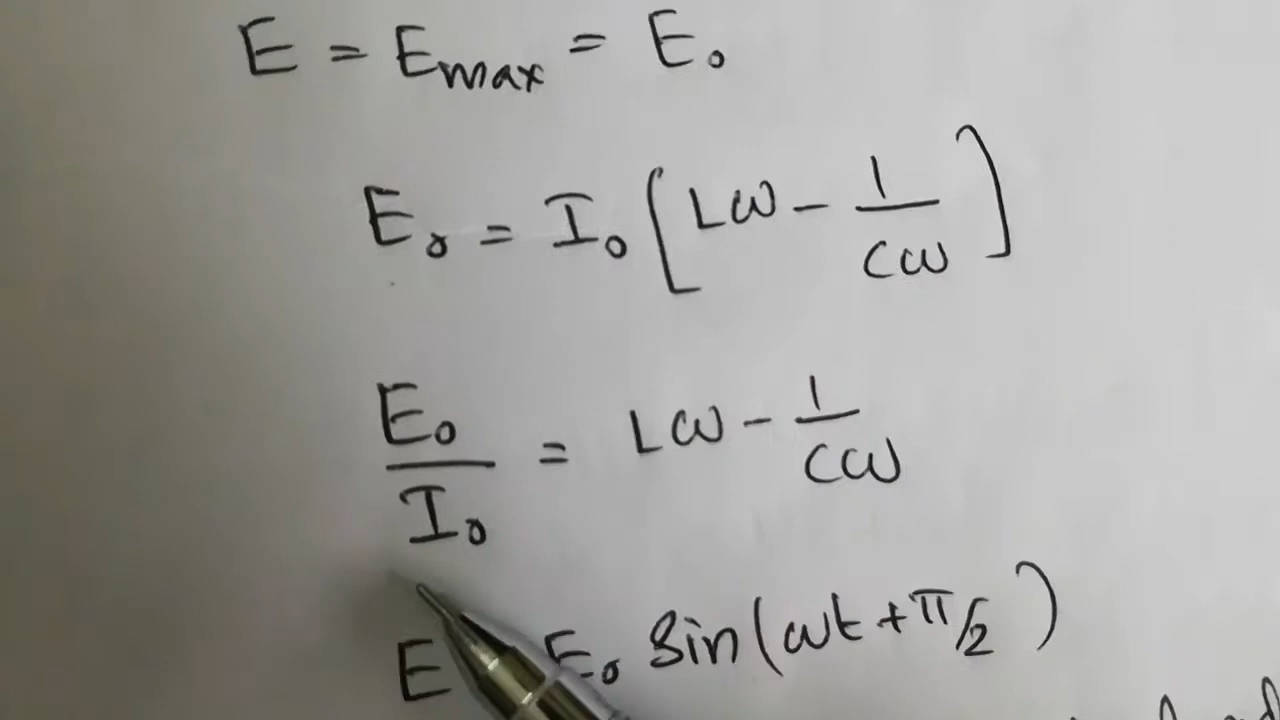 E = Emax = E₀
E₀ = I₀ [Lω - 1/Cω]
E₀/I₀ = Lω - 1/Cω
E E₀ sin(ωt + π/2)